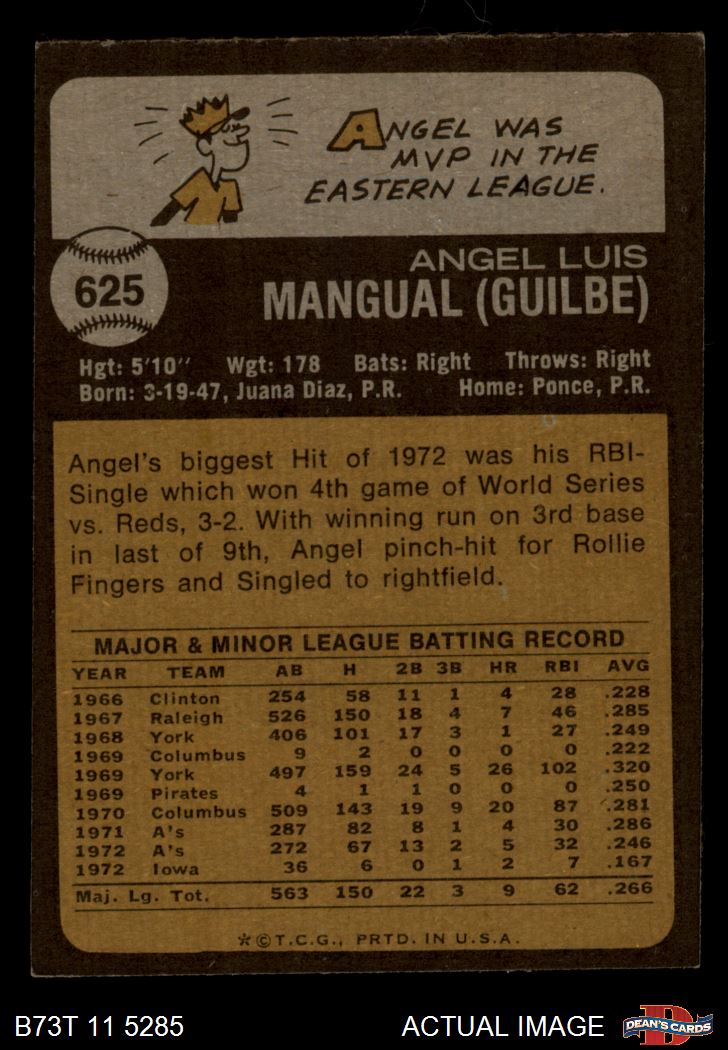 ANGEL WAS
MVP IN THE
EASTERN LEAGUE.
625
ANGEL LUIS
MANGUAL (GUILBE)
Hgt: 5'10'' Wgt: 178 Bats: Right Throws: Right
Born: 3-19-47, Juana Diaz, P.R. Home: Ponce, P.R.
Angel's biggest Hit of 1972 was his RBI-
Single which won 4th game of World Series
vs. Reds, 3-2. With winning run on 3rd base
in last of 9th, Angel pinch-hit for Rollie
Fingers and Singled to rightfield.
MAJOR & MINOR LEAGUE BATTING RECORD
YEAR TEAM AB H 2B 3B HR RBI AVG
1966 Clinton 254 58 11 1 4 28 .228
1967 Raleigh 526 150 18 4 7 46 .285
1968 York 406 101 17 3 1 27 .249
1969 Columbus 9 2 0 0 0 0 .222
1969 York 497 159 24 5 26 102 .320
1969 Pirates 4 1 1 0 0 0 .250
1970 Columbus 509 143 19 9 20 87 .281
1971 A's 287 82 8 1 4 30 .286
1972 A's 272 67 13 2 5 32 .246
1972 Iowa 36 6 0 1 2 7 .167
Maj. Lg. Tot. 563 150 22 3 9 62 .266
☆©T.C.G., PRTD. IN U.S.A.
B73T 11 5285 ACTUAL IMAGE
D
DEAN'S CARDS